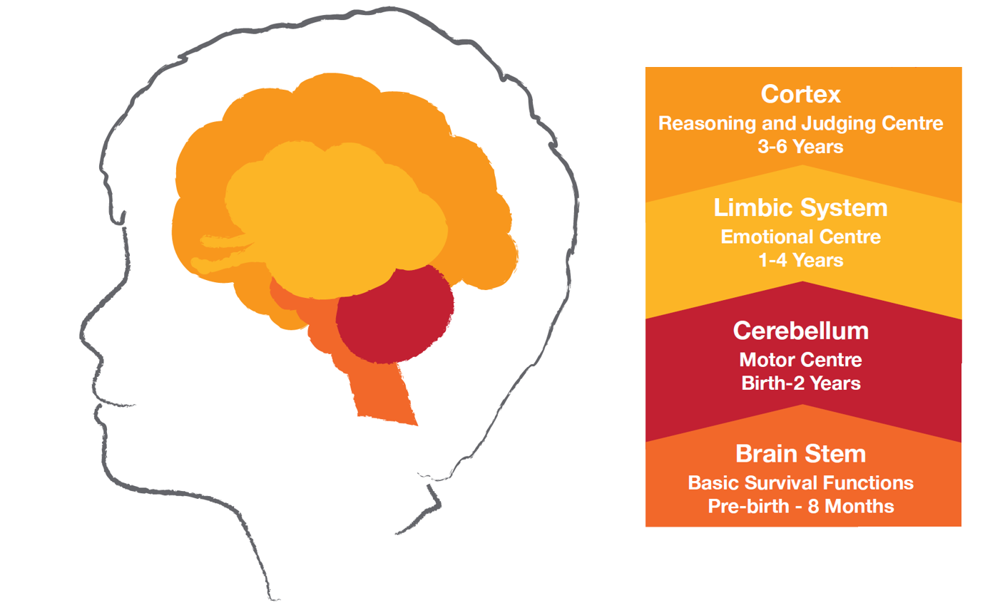 Cortex
Reasoning and Judging Centre
3-6 Years
Limbic System
Emotional Centre
1-4 Years
Cerebellum
Motor Centre
Birth-2 Years
Brain Stem
Basic Survival Functions
Pre-birth - 8 Months